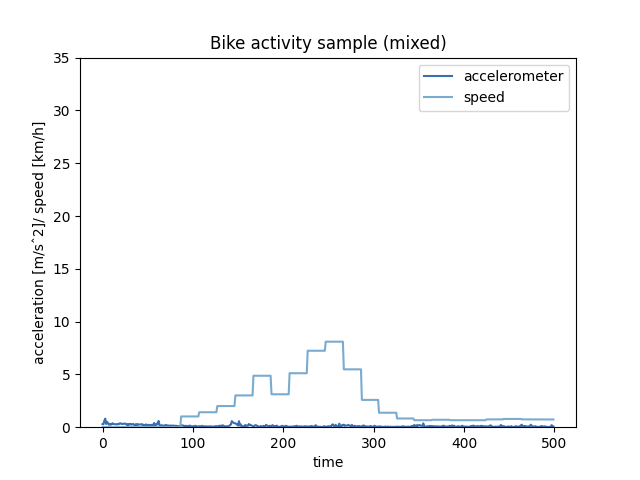 Bike activity sample (mixed)
accelerometer
speed
35
30
25
20
15
10
5
0
acceleration [m/sˆ2]/ speed [km/h]
0 100 200 300 400 500
time